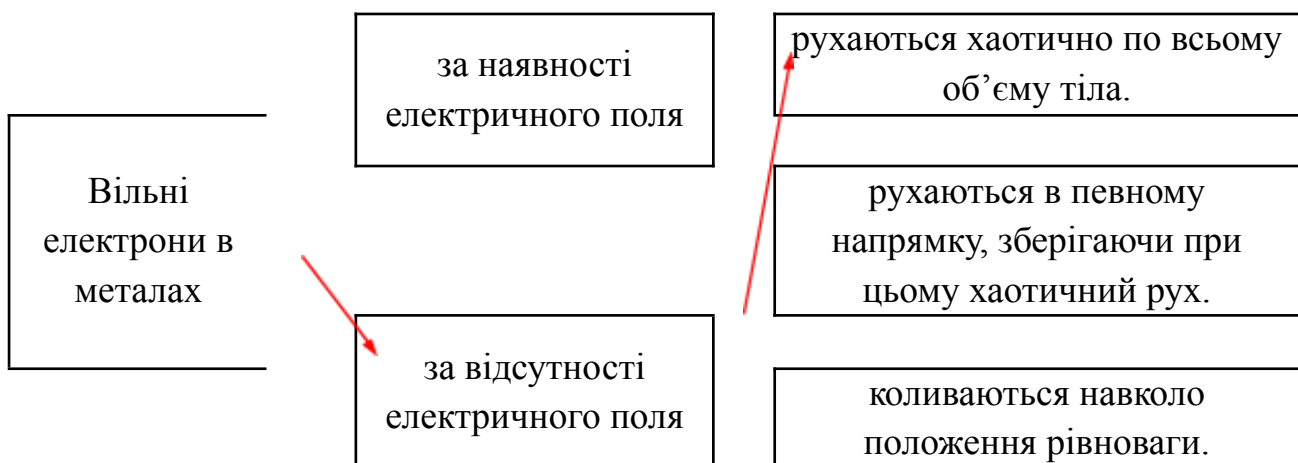 Вільні
електрони в
металах
за наявності
електричного поля
за відсутності
електричного поля
рухаються хаотично по всьому
об’єму тіла.
рухаються в певному
напрямку, зберігаючи при
цьому хаотичний рух.
коливаються навколо
положення рівноваги.